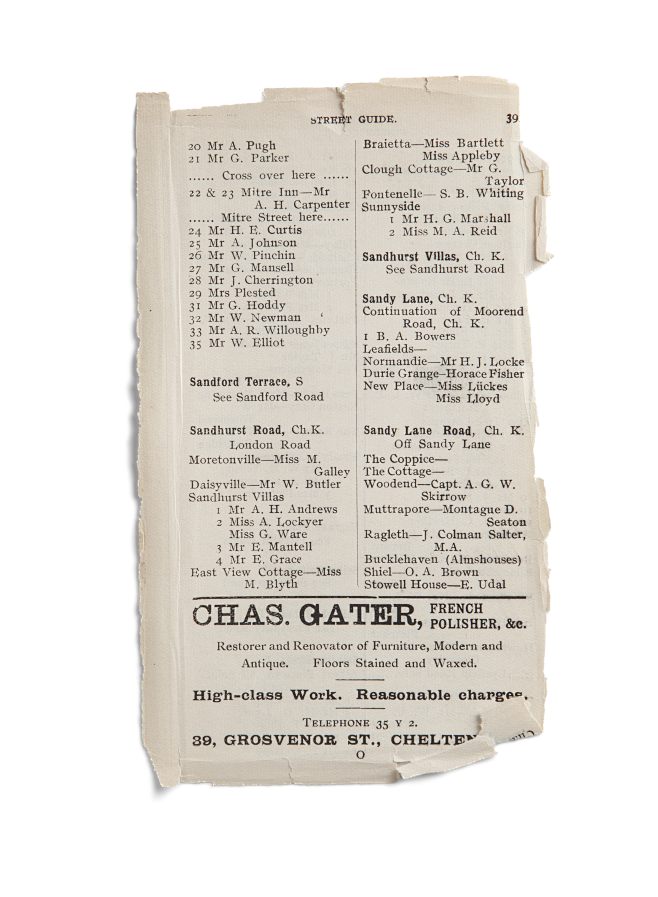 STREET GUIDE. 39
20 Mr A. Pugh
21 Mr G. Parker
...... Cross over here ......
22 & 23 Mitre Inn—Mr
A. H. Carpenter
...... Mitre Street here......
24 Mr H. E. Curtis
25 Mr A. Johnson
26 Mr W. Pinchin
27 Mr G. Mansell
28 Mr J. Cherrington
29 Mrs Plested
31 Mr G. Hoddy
32 Mr W. Newman
33 Mr A. R. Willoughby
35 Mr W. Elliot
Sandford Terrace, S
See Sandford Road
Sandhurst Road, Ch.K.
London Road
Moretonville—Miss M.
Galley
Daisyville—Mr W. Butler
Sandhurst Villas
1 Mr A. H. Andrews
2 Miss A. Lockyer
Miss G. Ware
3 Mr E. Mantell
4 Mr E. Grace
East View Cottage—Miss
M. Blyth
Braietta—Miss Bartlett
Miss Appleby
Clough Cottage—Mr G.
Taylor
Fontenelle— S. B. Whiting
Sunnyside
1 Mr H. G. Marshall
2 Miss M. A. Reid
Sandhurst Villas, Ch. K.
See Sandhurst Road
Sandy Lane, Ch. K.
Continuation of Moorend
Road, Ch. K.
1 B. A. Bowers
Leafields—
Normandie—Mr H. J. Locke
Durie Grange—Horace Fisher
New Place—Miss Lückes
Miss Lloyd
Sandy Lane Road, Ch. K.
Off Sandy Lane
The Coppice—
The Cottage—
Woodend—Capt. A. G. W.
Skirrow
Muttrapore—Montague D.
Seaton
Ragleth—J. Colman Salter,
M.A.
Bucklehaven (Almshouses)
Shiel—O. A. Brown
Stowell House—E. Udal
CHAS. GATER, FRENCH
POLISHER, &c.
Restorer and Renovator of Furniture, Modern and
Antique. Floors Stained and Waxed.
High-class Work. Reasonable charges.
TELEPHONE 35 Y 2.
39, GROSVENOR ST., CHELTEN
O